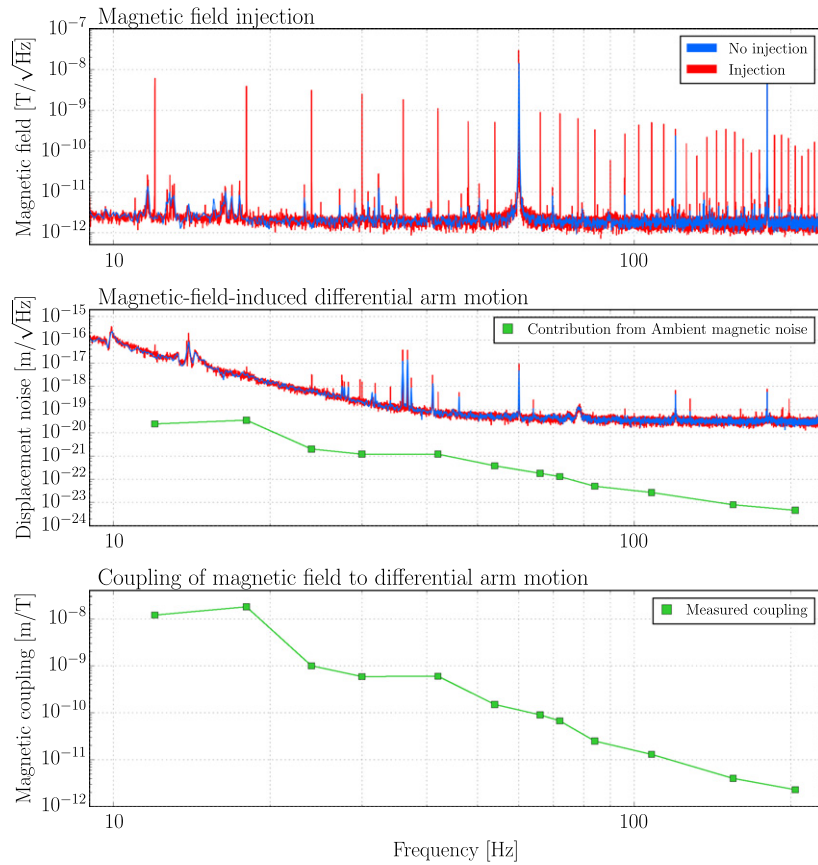 Magnetic field injection
Magnetic field [T/√Hz]
10⁻⁷
10⁻⁸
10⁻⁹
10⁻¹⁰
10⁻¹¹
10⁻¹²
No injection
Injection
10
100
Magnetic-field-induced differential arm motion
Displacement noise [m/√Hz]
10⁻¹⁵
10⁻¹⁶
10⁻¹⁷
10⁻¹⁸
10⁻¹⁹
10⁻²⁰
10⁻²¹
10⁻²²
10⁻²³
10⁻²⁴
Contribution from Ambient magnetic noise
10
100
Coupling of magnetic field to differential arm motion
Magnetic coupling [m/T]
10⁻⁸
10⁻⁹
10⁻¹⁰
10⁻¹¹
10⁻¹²
Measured coupling
10
100
Frequency [Hz]